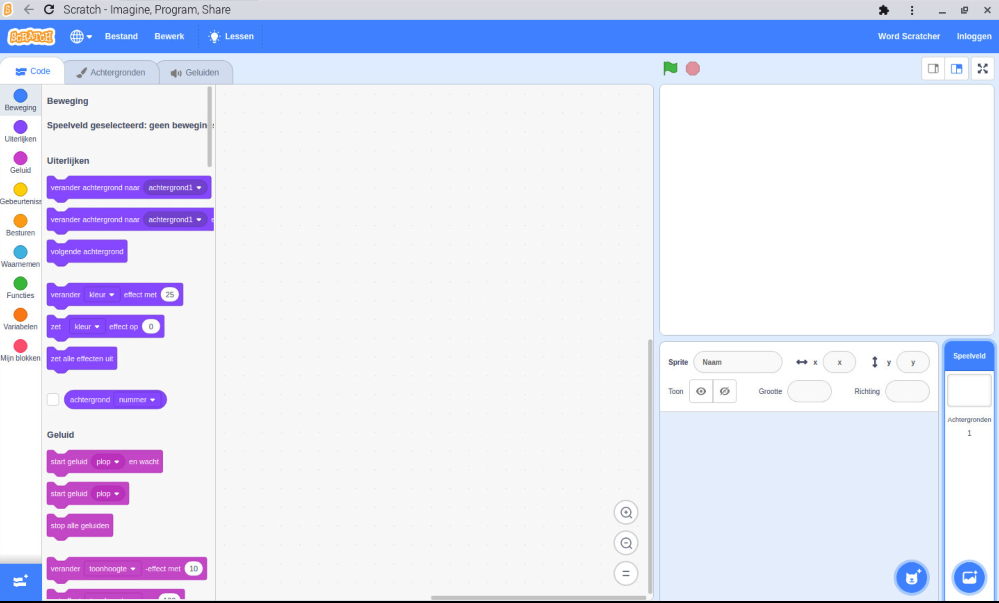 Scratch - Imagine, Program, Share
SCRATCH Bestand Bewerk Lessen Word Scratcher Inloggen
Code Achtergronden Geluiden
Beweging
Uiterlijken
Geluid
Gebeurteniss
Besturen
Waarnemen
Functies
Variabelen
Mijn blokken
Beweging
Speelveld geselecteerd: geen beweging
Uiterlijken
verander achtergrond naar achtergrond1
verander achtergrond naar achtergrond1 e
volgende achtergrond
verander kleur effect met 25
zet kleur effect op 0
zet alle effecten uit
achtergrond nummer
Geluid
start geluid plop en wacht
start geluid plop
stop alle geluiden
verander toonhoogte -effect met 10
100
Sprite Naam x x y y
Toon Grootte Richting
Speelveld
Achtergronden
1